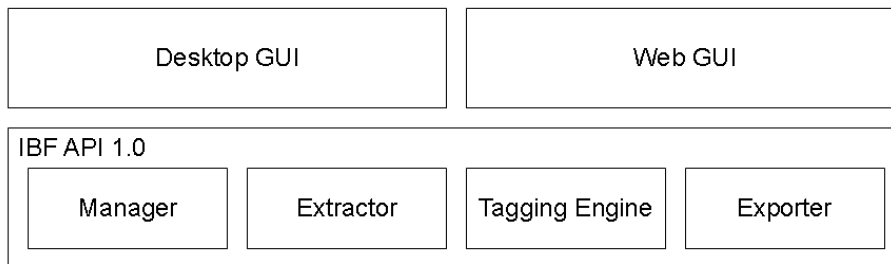 Desktop GUI
Web GUI
IBF API 1.0
Manager
Extractor
Tagging Engine
Exporter